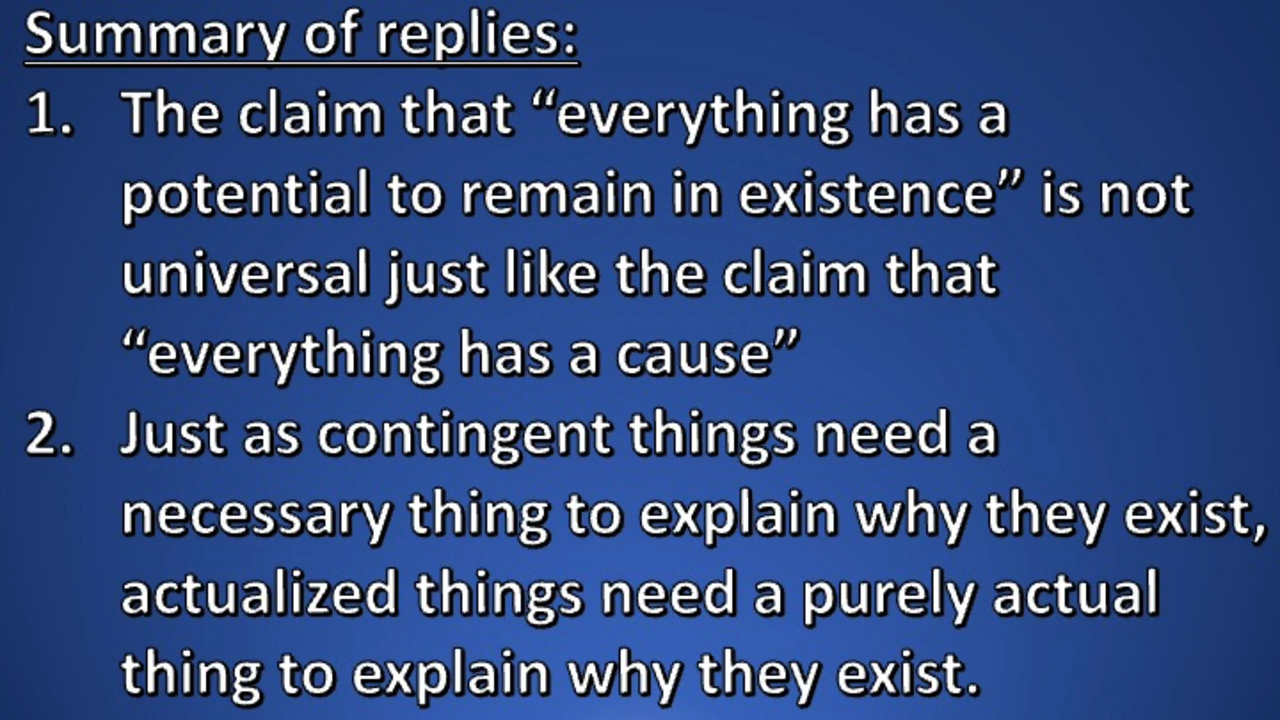 Summary of replies:
1. The claim that “everything has a
potential to remain in existence” is not
universal just like the claim that
“everything has a cause”
2. Just as contingent things need a
necessary thing to explain why they exist,
actualized things need a purely actual
thing to explain why they exist.